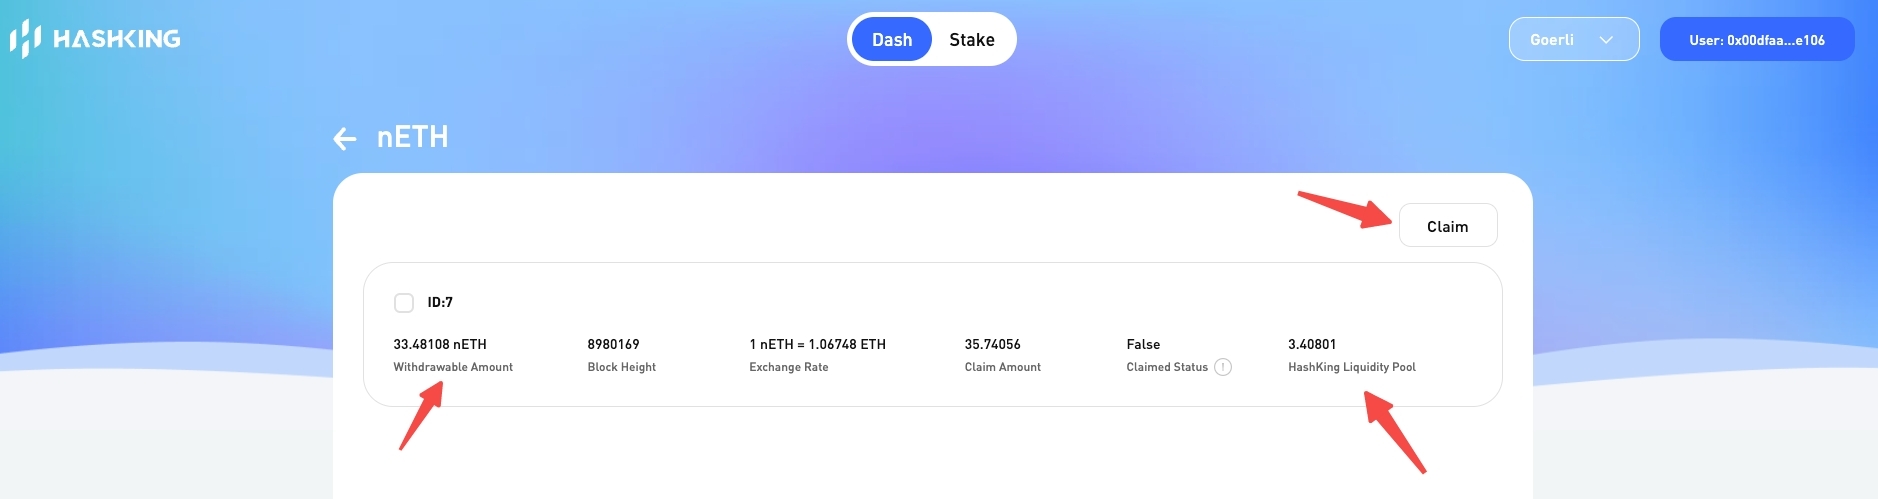 HASHKING
Dash Stake
Goerli
User: 0x00dfaa...e106
nETH
Claim
ID:7
33.48108 nETH 8980169 1 nETH = 1.06748 ETH 35.74056 False 3.40801
Withdrawable Amount Block Height Exchange Rate Claim Amount Claimed Status ! HashKing Liquidity Pool